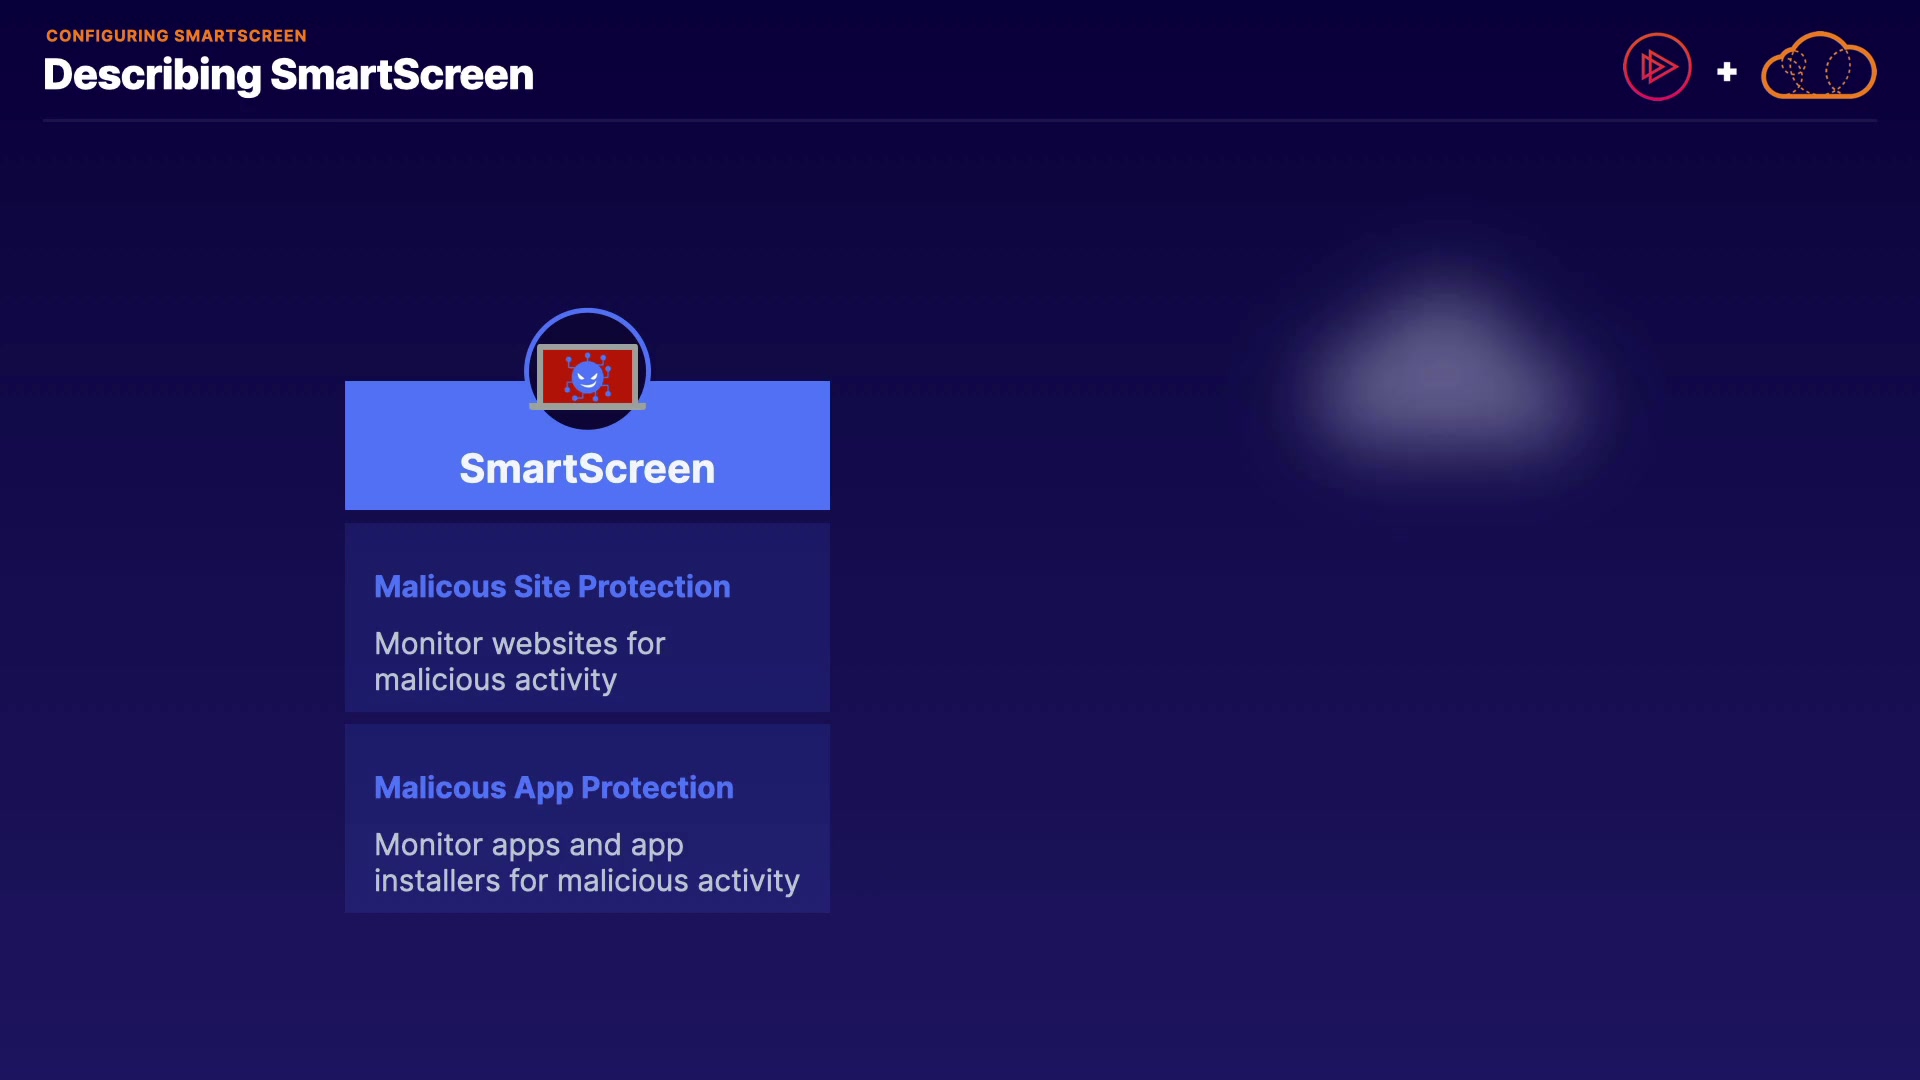 CONFIGURING SMARTSCREEN
Describing SmartScreen
SmartScreen
Malicous Site Protection
Monitor websites for
malicious activity
Malicous App Protection
Monitor apps and app
installers for malicious activity